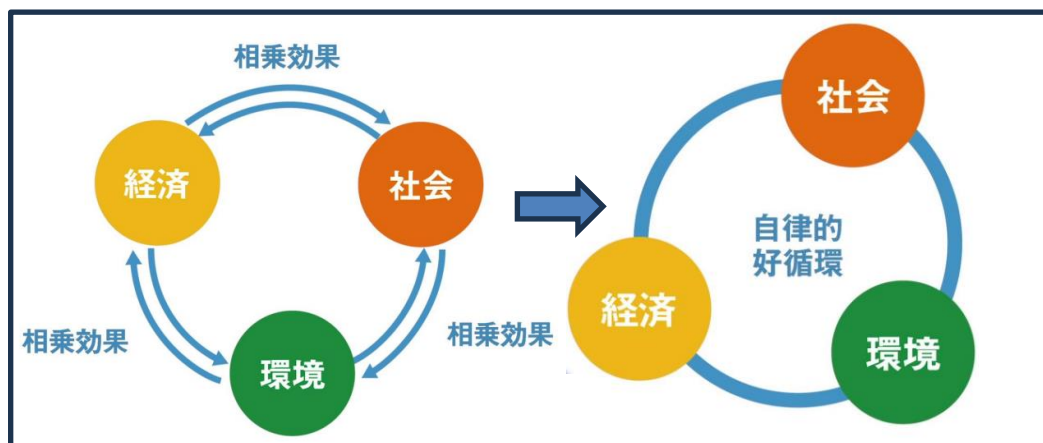 相乗効果
経済
社会
相乗効果
相乗効果
環境
社会
自律的
好循環
経済
環境